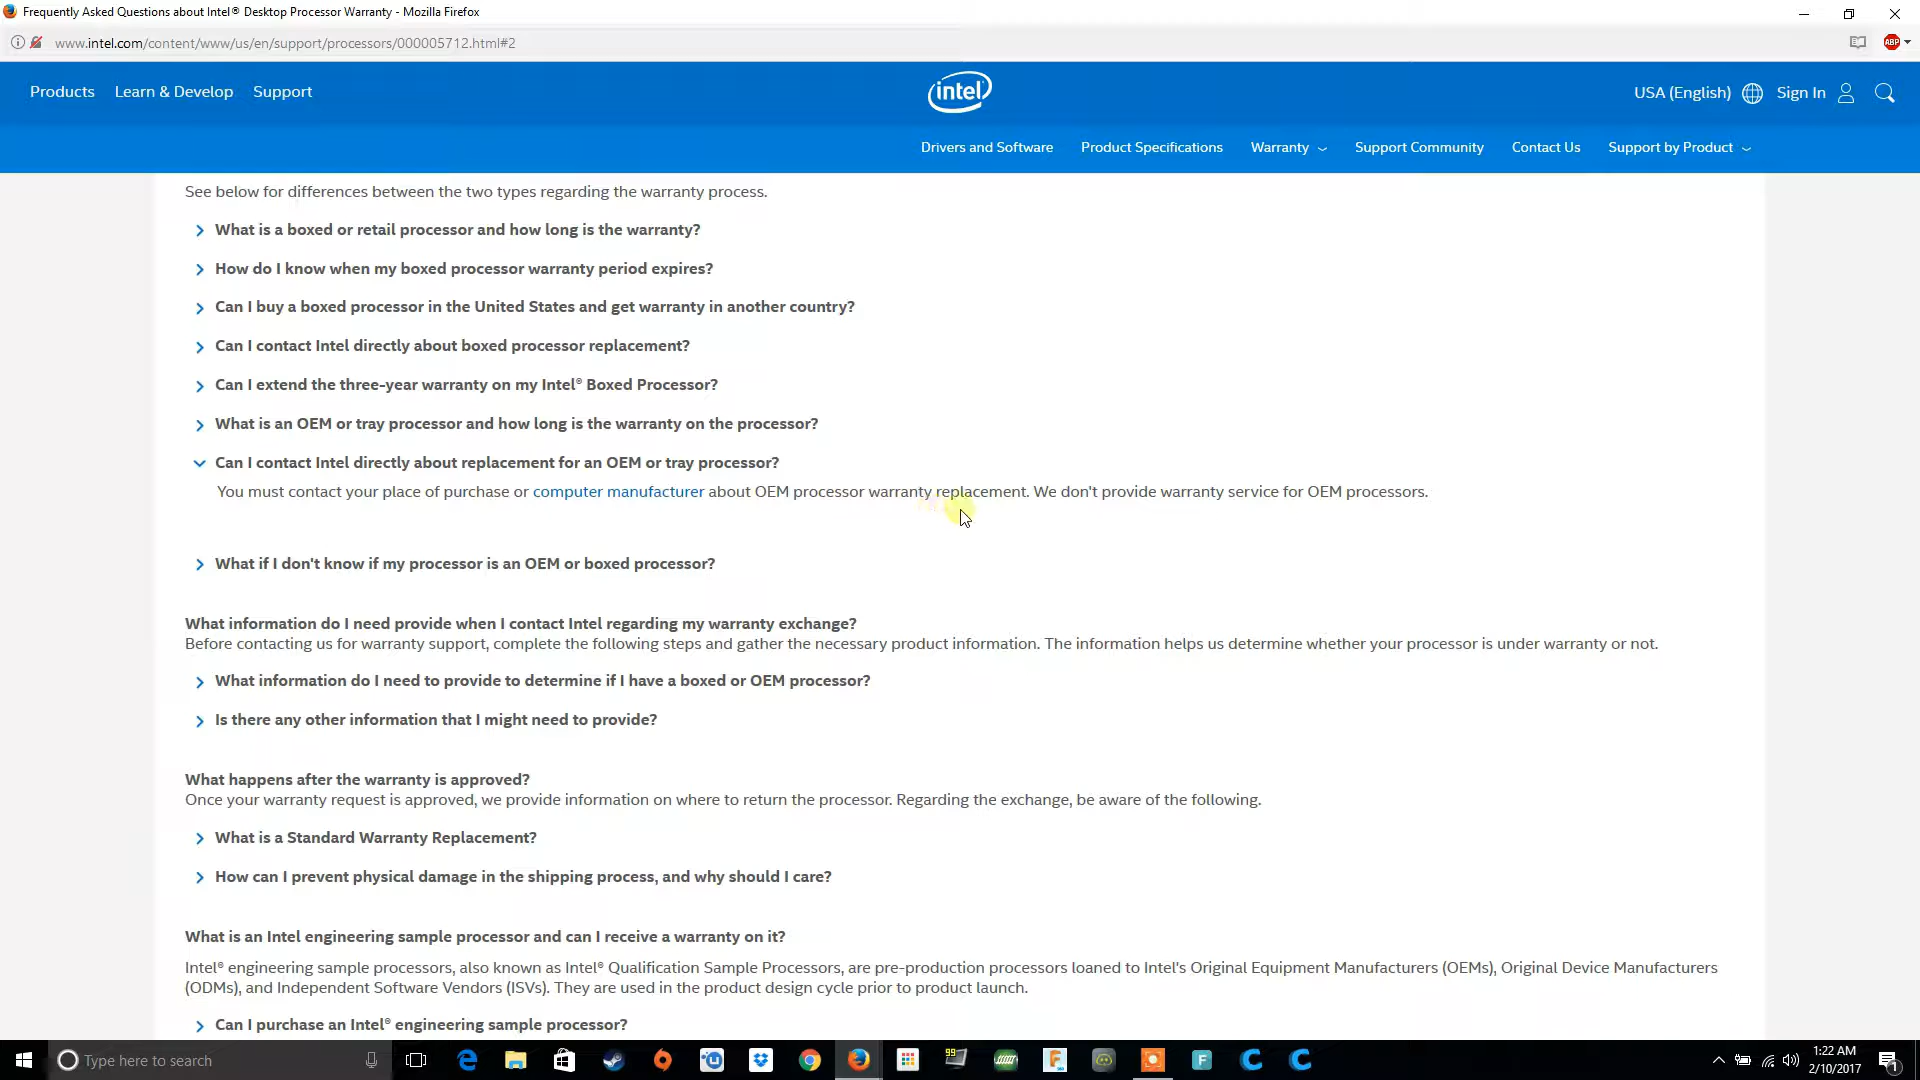 Frequently Asked Questions about Intel® Desktop Processor Warranty - Mozilla Firefox
www.intel.com/content/www/us/en/support/processors/000005712.html#2
ABP
Products Learn & Develop Support
intel
USA (English) Sign In
Drivers and Software Product Specifications Warranty Support Community Contact Us Support by Product
See below for differences between the two types regarding the warranty process.
What is a boxed or retail processor and how long is the warranty?
How do I know when my boxed processor warranty period expires?
Can I buy a boxed processor in the United States and get warranty in another country?
Can I contact Intel directly about boxed processor replacement?
Can I extend the three-year warranty on my Intel® Boxed Processor?
What is an OEM or tray processor and how long is the warranty on the processor?
Can I contact Intel directly about replacement for an OEM or tray processor?
You must contact your place of purchase or computer manufacturer about OEM processor warranty replacement. We don't provide warranty service for OEM processors.
What if I don't know if my processor is an OEM or boxed processor?
What information do I need provide when I contact Intel regarding my warranty exchange?
Before contacting us for warranty support, complete the following steps and gather the necessary product information. The information helps us determine whether your processor is under warranty or not.
What information do I need to provide to determine if I have a boxed or OEM processor?
Is there any other information that I might need to provide?
What happens after the warranty is approved?
Once your warranty request is approved, we provide information on where to return the processor. Regarding the exchange, be aware of the following.
What is a Standard Warranty Replacement?
How can I prevent physical damage in the shipping process, and why should I care?
What is an Intel engineering sample processor and can I receive a warranty on it?
Intel® engineering sample processors, also known as Intel® Qualification Sample Processors, are pre-production processors loaned to Intel's Original Equipment Manufacturers (OEMs), Original Device Manufacturers
(ODMs), and Independent Software Vendors (ISVs). They are used in the product design cycle prior to product launch.
Can I purchase an Intel® engineering sample processor?
Type here to search
99
1:22 AM
2/10/2017
1